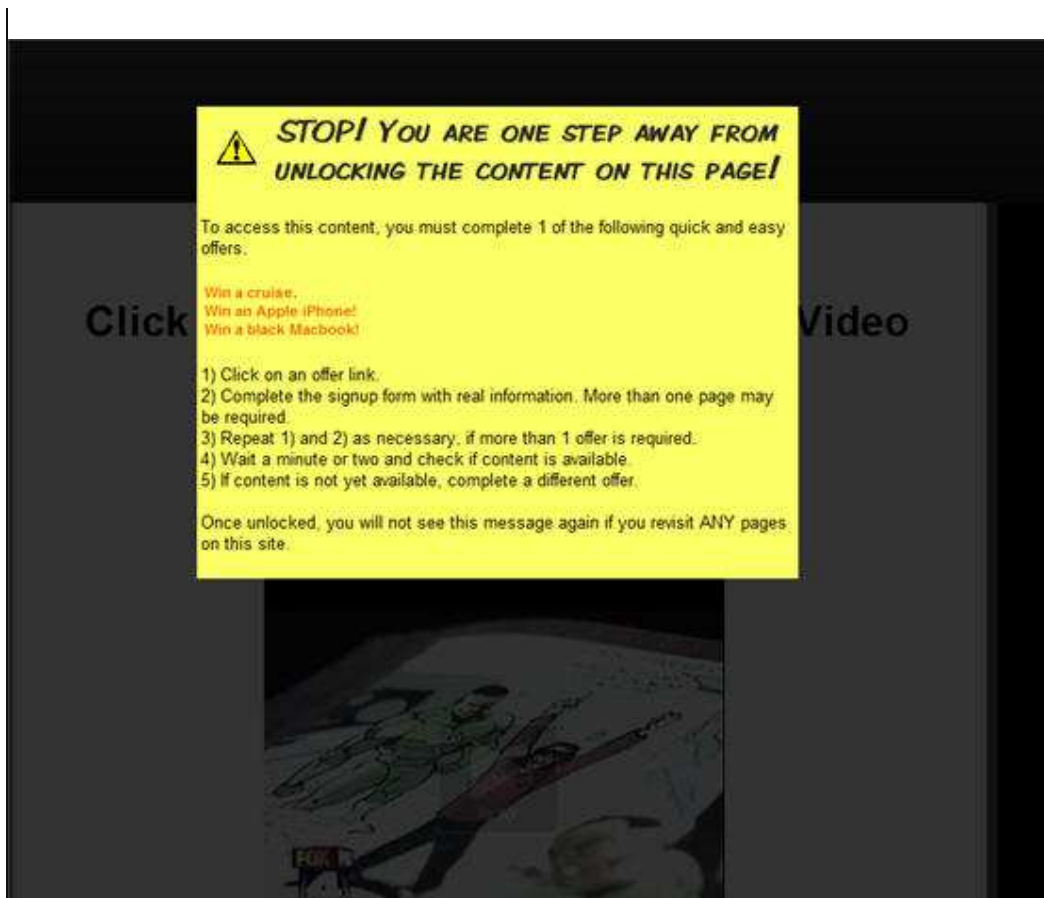 STOP! YOU ARE ONE STEP AWAY FROM
UNLOCKING THE CONTENT ON THIS PAGE!
To access this content, you must complete 1 of the following quick and easy
offers.
Win a cruise.
Win an Apple iPhone!
Win a black Macbook!
Click
Video
1) Click on an offer link.
2) Complete the signup form with real information. More than one page may
be required.
3) Repeat 1) and 2) as necessary, if more than 1 offer is required.
4) Wait a minute or two and check if content is available.
5) If content is not yet available, complete a different offer.
Once unlocked, you will not see this message again if you revisit ANY pages
on this site.
FOX